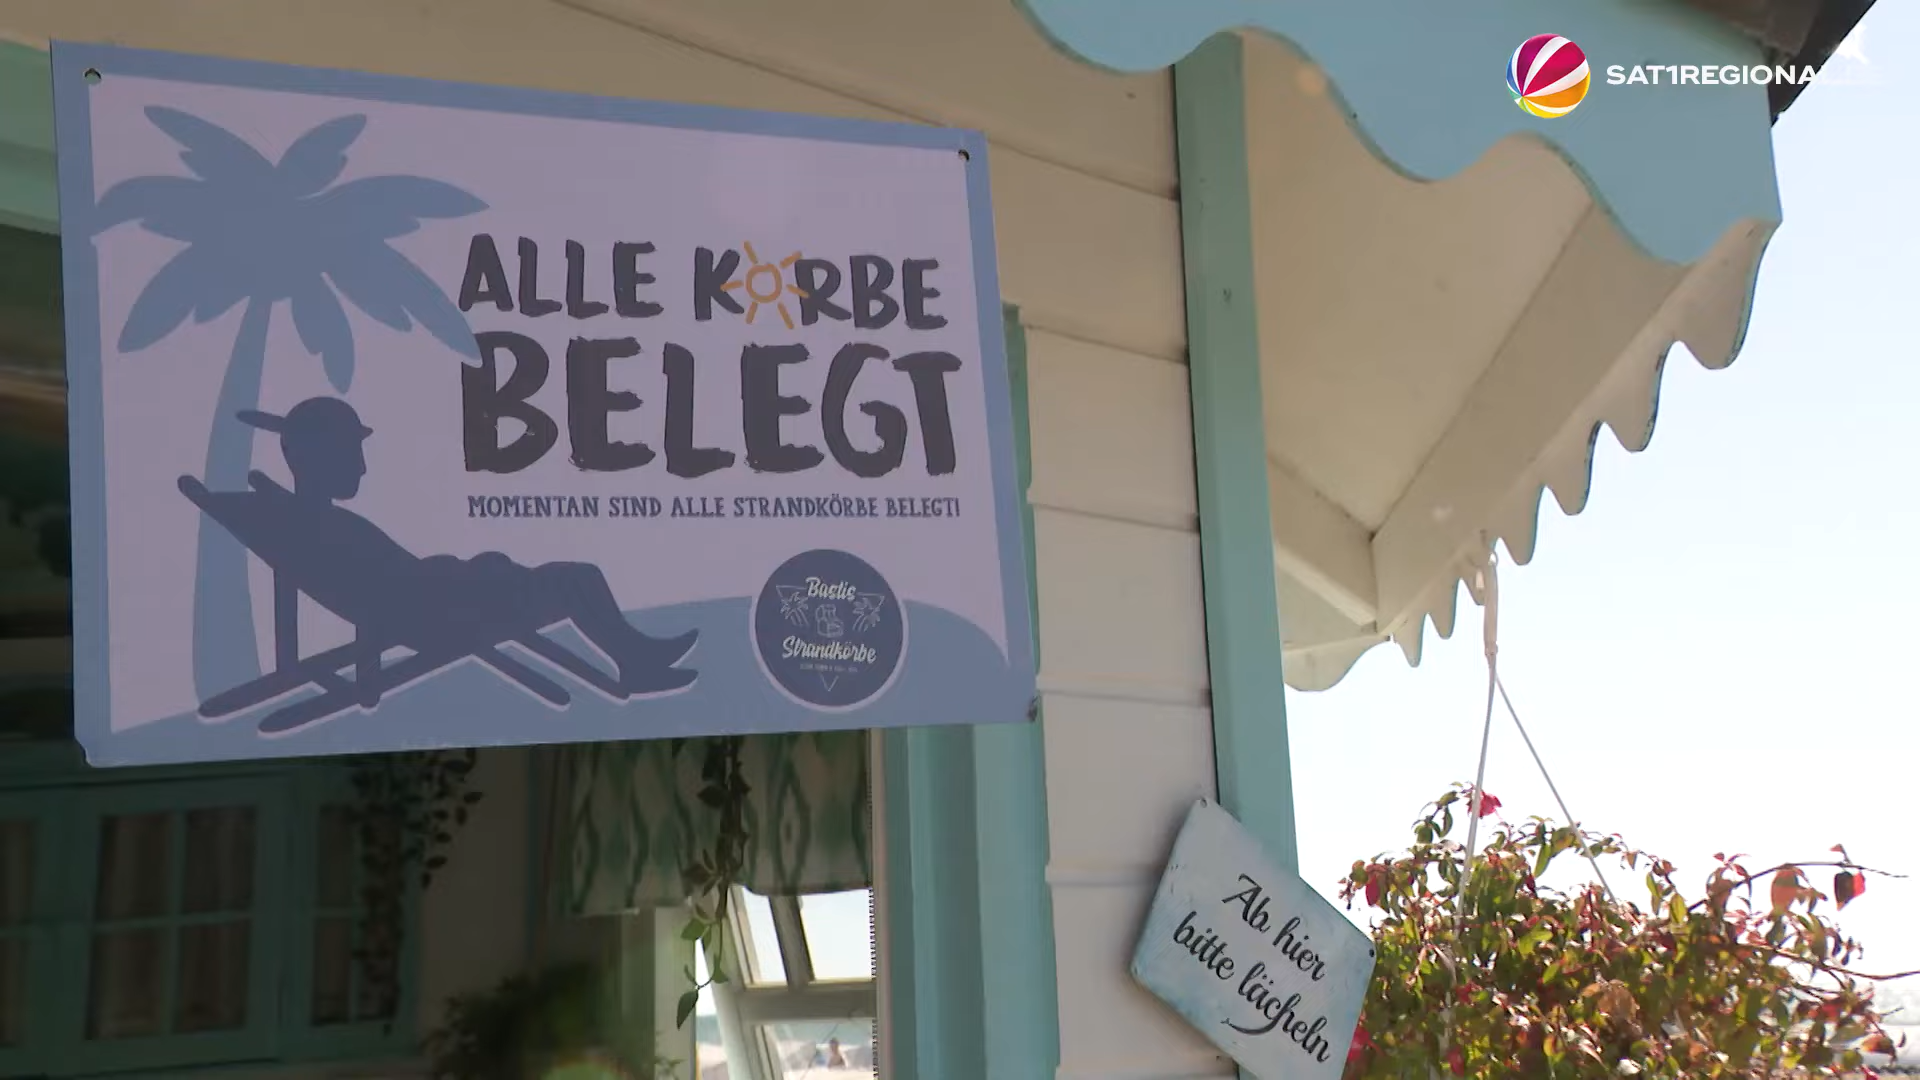 SAT1REGIONAL
ALLE KÖRBE
BELEGT
MOMENTAN SIND ALLE STRANDKÖRBE BELEGT!
Bastis
Strandkörbe
Ab hier
bitte lächeln